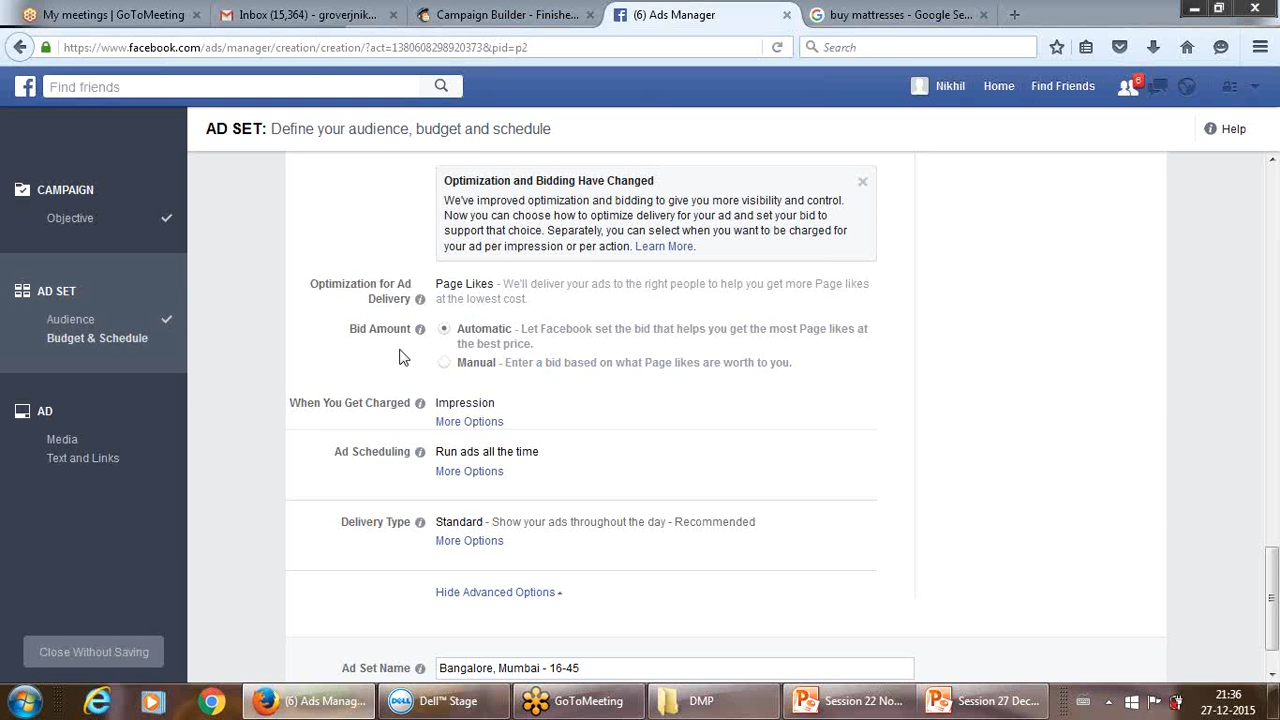 My meetings | GoToMeeting
Inbox (15,364) - groverjnik...
Campaign Builder - Finishe...
(6) Ads Manager
buy mattresses - Google Se...
https://www.facebook.com/ads/manager/creation/creation/?act=1380608298920373&pid=p2
Search
Find friends
Nikhil
Home
Find Friends
6
AD SET: Define your audience, budget and schedule
Help
CAMPAIGN
Objective
AD SET
Audience
Budget & Schedule
AD
Media
Text and Links
Close Without Saving
Optimization and Bidding Have Changed
We've improved optimization and bidding to give you more visibility and control.
Now you can choose how to optimize delivery for your ad and set your bid to
support that choice. Separately, you can select when you want to be charged for
your ad per impression or per action. Learn More.
Optimization for Ad
Delivery
Page Likes - We'll deliver your ads to the right people to help you get more Page likes
at the lowest cost.
Bid Amount
Automatic - Let Facebook set the bid that helps you get the most Page likes at
the best price.
Manual - Enter a bid based on what Page likes are worth to you.
When You Get Charged
Impression
More Options
Ad Scheduling
Run ads all the time
More Options
Delivery Type
Standard - Show your ads throughout the day - Recommended
More Options
Hide Advanced Options
Ad Set Name
Bangalore, Mumbai - 16-45
(6) Ads Manag...
Dell™ Stage
GoToMeeting
DMP
Session 22 No...
Session 27 Dec...
21:36
27-12-2015